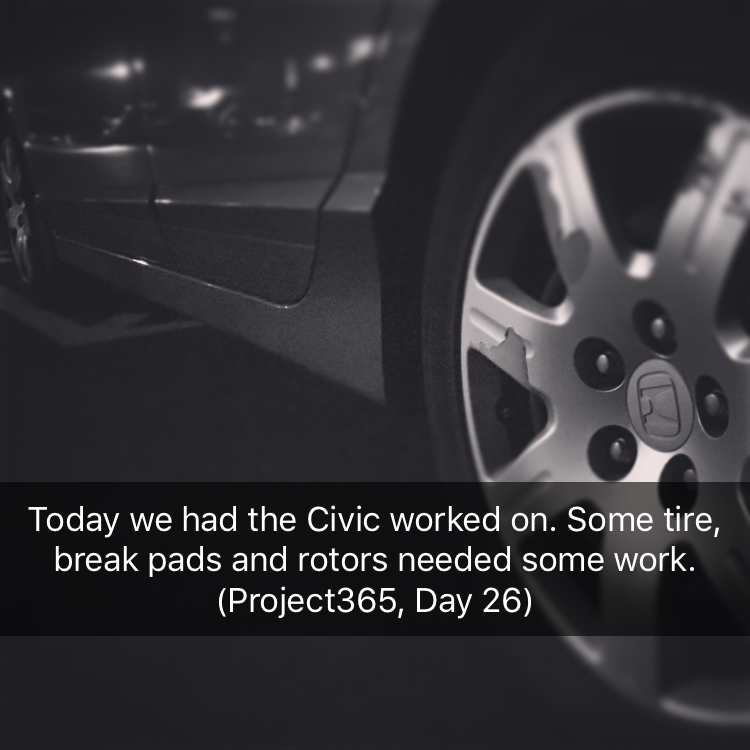 Today we had the Civic worked on. Some tire,
break pads and rotors needed some work.
(Project365, Day 26)